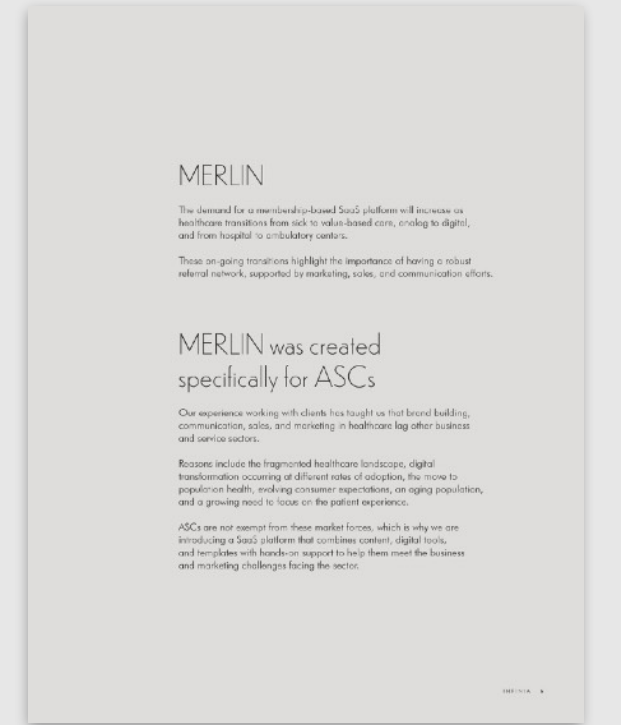 MERLIN
The demand for a membership-based SaaS platform will increase as
healthcare transitions from sick to value-based care, analog to digital,
and from hospital to ambulatory centers.
These on-going transitions highlight the importance of having a robust
referral network, supported by marketing, sales, and communication efforts.
MERLIN was created
specifically for ASCs
Our experience working with clients has taught us that brand building,
communication, sales, and marketing in healthcare lag other business
and service sectors.
Reasons include the fragmented healthcare landscape, digital
transformation occurring at different rates of adoption, the move to
population health, evolving consumer expectations, an aging population,
and a growing need to focus on the patient experience.
ASCs are not exempt from these market forces, which is why we are
introducing a SaaS platform that combines content, digital tools,
and templates with hands-on support to help them meet the business
and marketing challenges facing the sector.